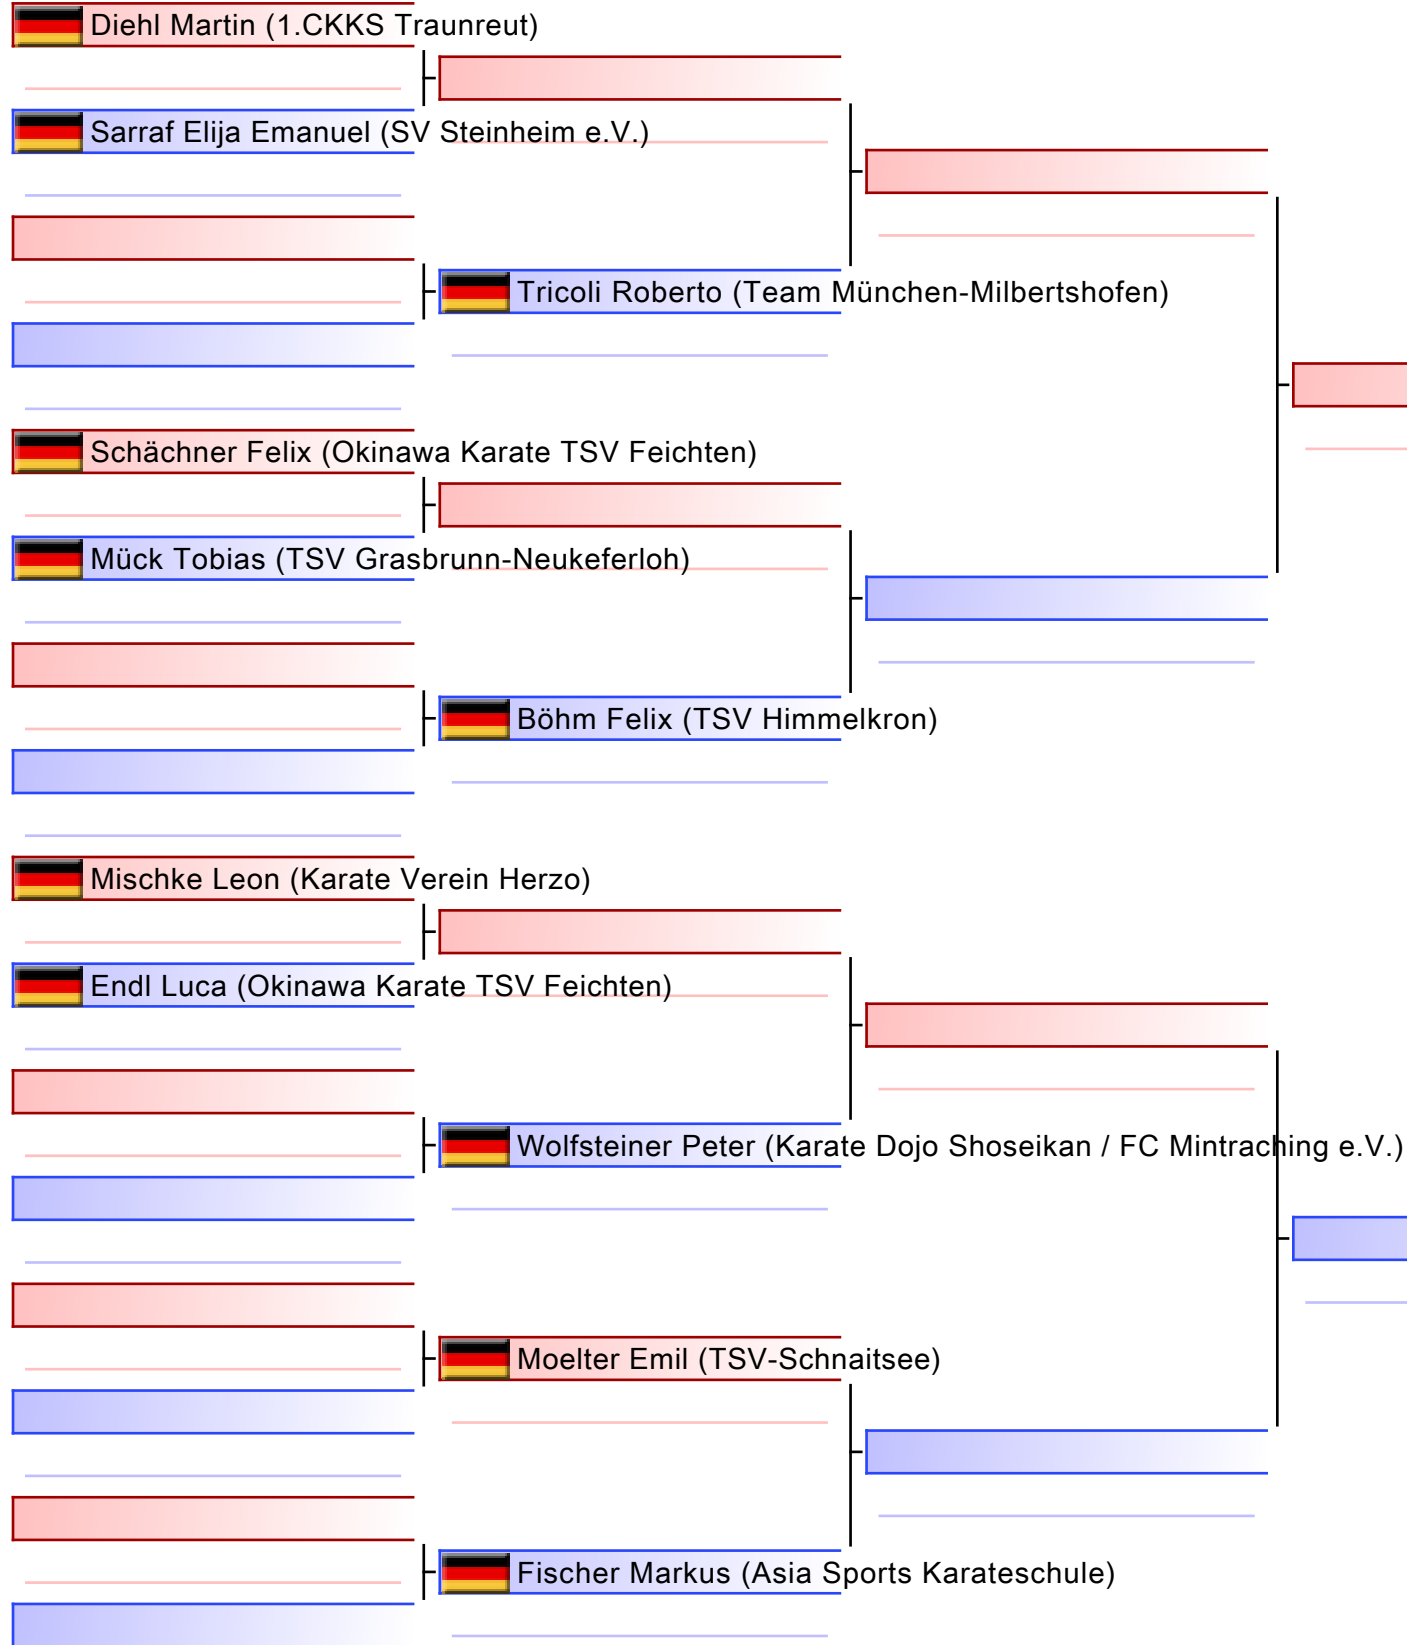 Diehl Martin (1.CKKS Traunreut)
Sarraf Elija Emanuel (SV Steinheim e.V.)
Tricoli Roberto (Team München-Milbertshofen)
Schächner Felix (Okinawa Karate TSV Feichten)
Mück Tobias (TSV Grasbrunn-Neukeferloh)
Böhm Felix (TSV Himmelkron)
Mischke Leon (Karate Verein Herzo)
Endl Luca (Okinawa Karate TSV Feichten)
Wolfsteiner Peter (Karate Dojo Shoseikan / FC Mintraching e.V.)
Moelter Emil (TSV-Schnaitsee)
Fischer Markus (Asia Sports Karateschule)